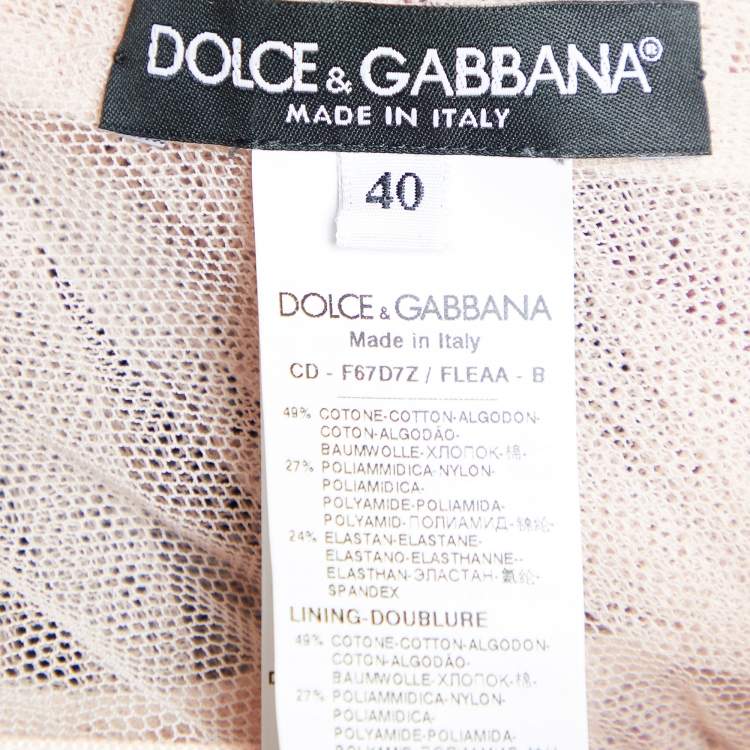 DOLCE & GABBANA®
MADE IN ITALY
40
DOLCE & GABBANA
Made in Italy
CD - F67D7Z / FLEAA - B
49% COTONE-COTTON-ALGODON-
COTON-ALGODÃO-
BAUMWOLLE-ХЛОПОК-棉-
27% POLIAMMIDICA-NYLON-
POLIAMIDICA-
POLYAMIDE-POLIAMIDA-
POLYAMID-ПОЛИАМИД-锦纶-
24% ELASTAN-ELASTANE-
ELASTANO-ELASTHANNE--
ELASTHAN-ЭЛАСТАН-氨纶-
SPANDEX
LINING-DOUBLURE
49% COTONE-COTTON-ALGODON-
COTON-ALGODÃO-
BAUMWOLLE-ХЛОПОК-棉-
27% POLIAMMIDICA-NYLON-
POLIAMIDICA-
POLYAMIDE-POLIAMIDA-